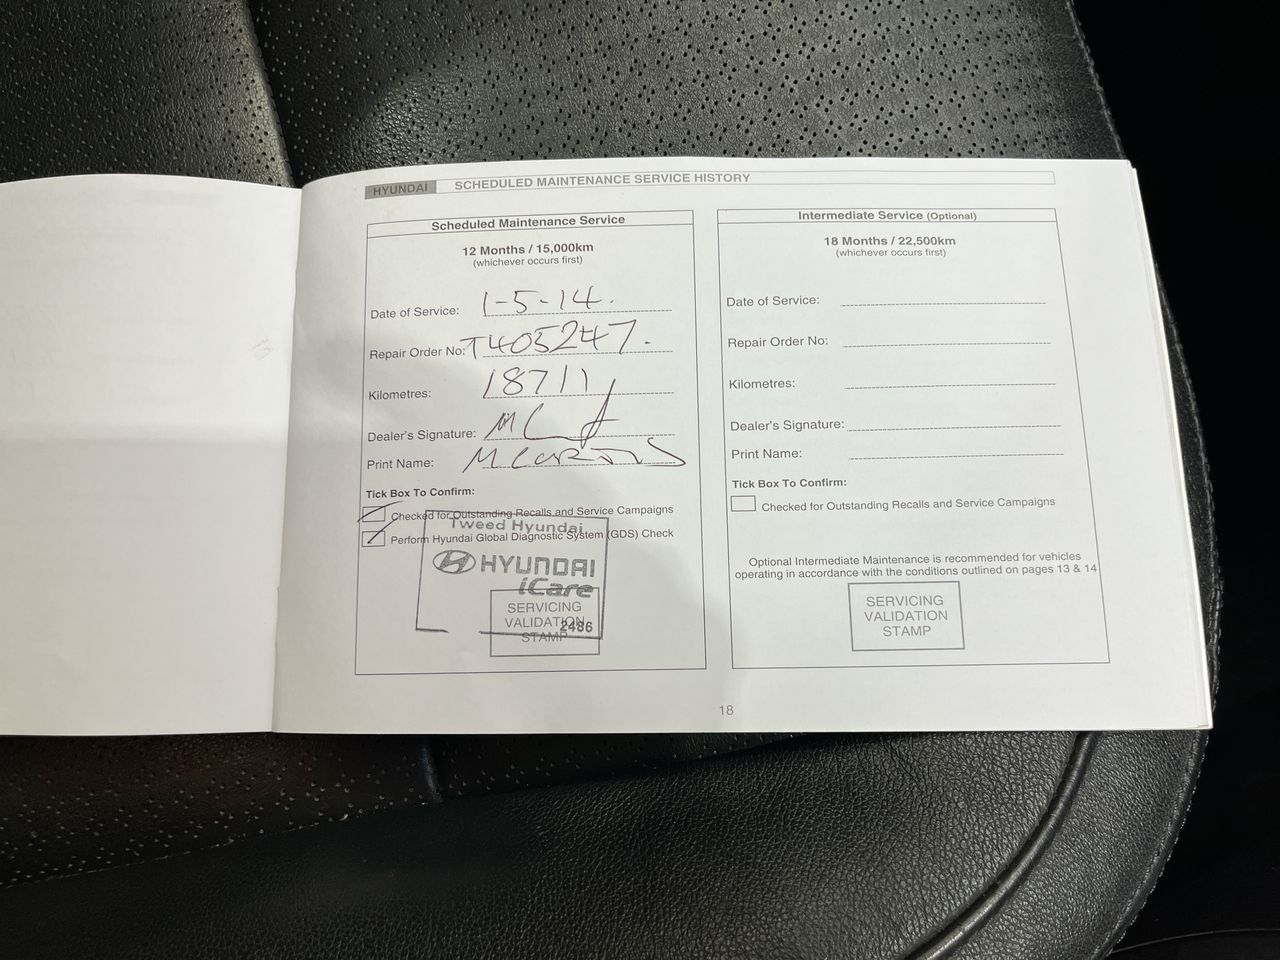 HYUNDAI SCHEDULED MAINTENANCE SERVICE HISTORY
Scheduled Maintenance Service
12 Months / 15,000km
(whichever occurs first)
Date of Service: 1-5-14.
Repair Order No: T405247.
Kilometres: 18711
Dealer's Signature:
Print Name: M CURTIS
Tick Box To Confirm:
Checked for Outstanding Recalls and Service Campaigns
Perform Hyundai Global Diagnostic System (GDS) Check
Tweed Hyundai
HYUNDAI
iCare
2486
SERVICING
VALIDATION
STAMP
Intermediate Service (Optional)
18 Months / 22,500km
(whichever occurs first)
Date of Service:
Repair Order No:
Kilometres:
Dealer's Signature:
Print Name:
Tick Box To Confirm:
Checked for Outstanding Recalls and Service Campaigns
Optional Intermediate Maintenance is recommended for vehicles
operating in accordance with the conditions outlined on pages 13 & 14
SERVICING
VALIDATION
STAMP
18